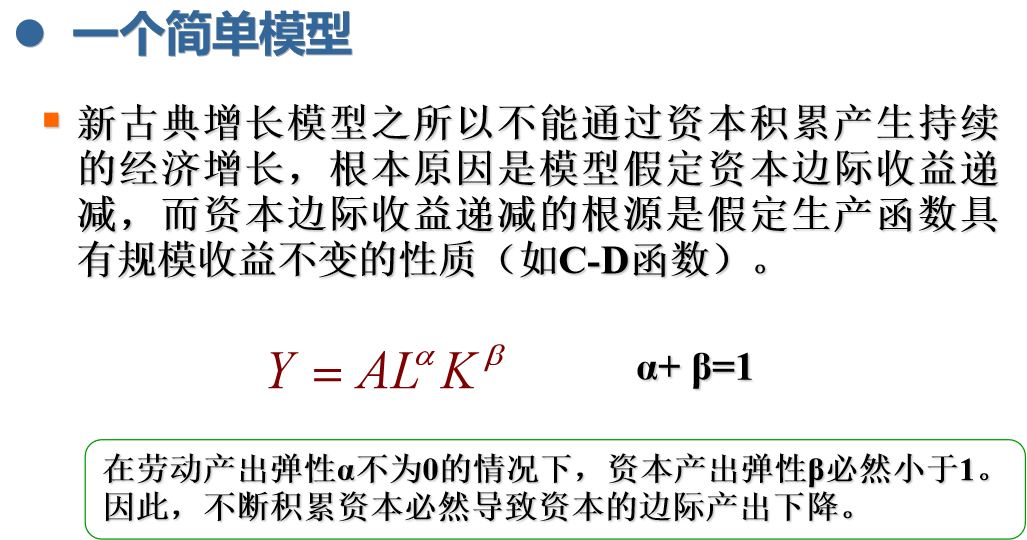 一个简单模型
新古典增长模型之所以不能通过资本积累产生持续
的经济增长，根本原因是模型假定资本边际收益递
减，而资本边际收益递减的根源是假定生产函数具
有规模收益不变的性质（如C-D函数）。
Y = AL^α K^β α+ β=1
在劳动产出弹性α不为0的情况下，资本产出弹性β必然小于1。
因此，不断积累资本必然导致资本的边际产出下降。